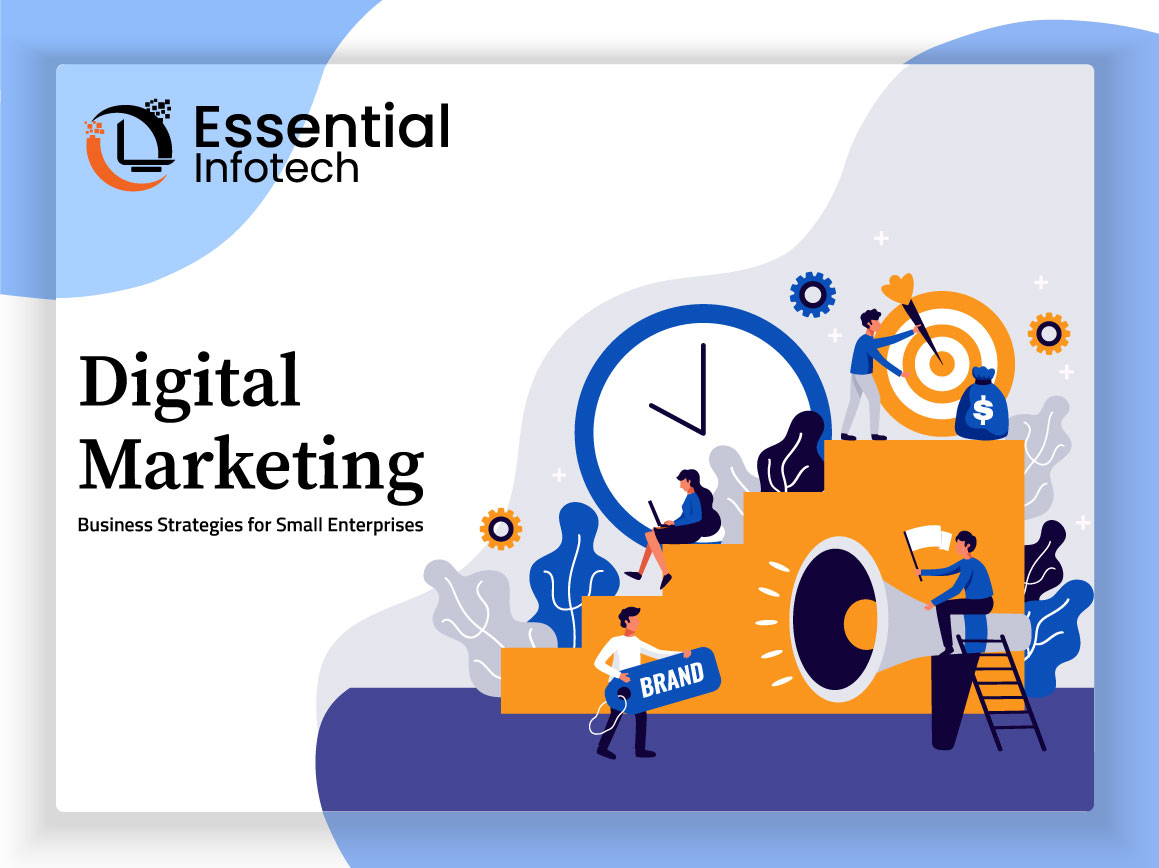 Essential
Infotech
Digital
Marketing
Business Strategies for Small Enterprises
$
BRAND